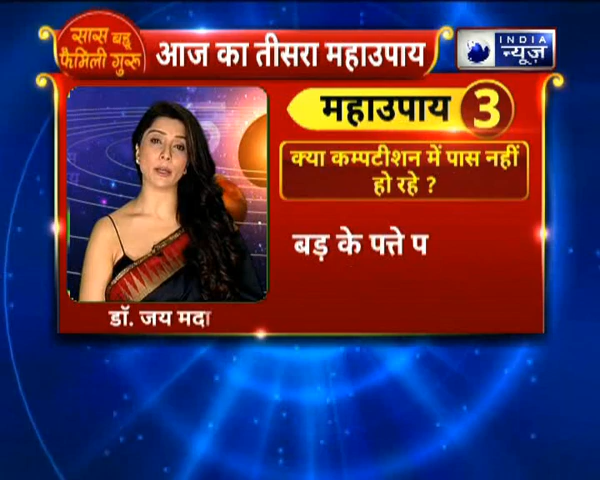 सास बहू
फैमिली गुरू
आज का तीसरा महाउपाय
INDIA
न्यूज़
महाउपाय 3
क्या कम्पटीशन में पास नहीं
हो रहे ?
बड़ के पत्ते प
डॉ. जय मदा